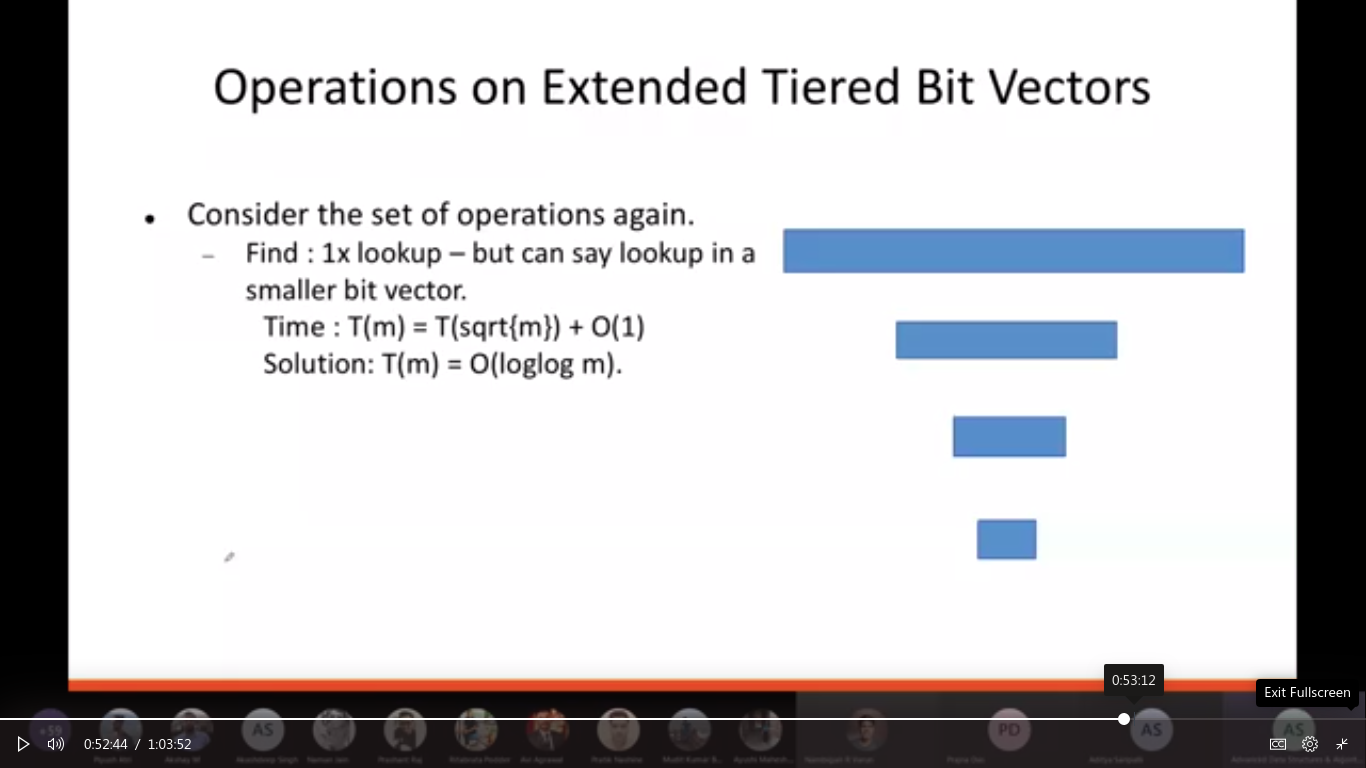 Operations on Extended Tiered Bit Vectors
• Consider the set of operations again.
– Find : 1x lookup – but can say lookup in a
smaller bit vector.
Time : T(m) = T(sqrt{m}) + O(1)
Solution: T(m) = O(loglog m).
0:53:12
Exit Fullscreen
+59
AS
PD
AS
AS
0:52:44 / 1:03:52
CC